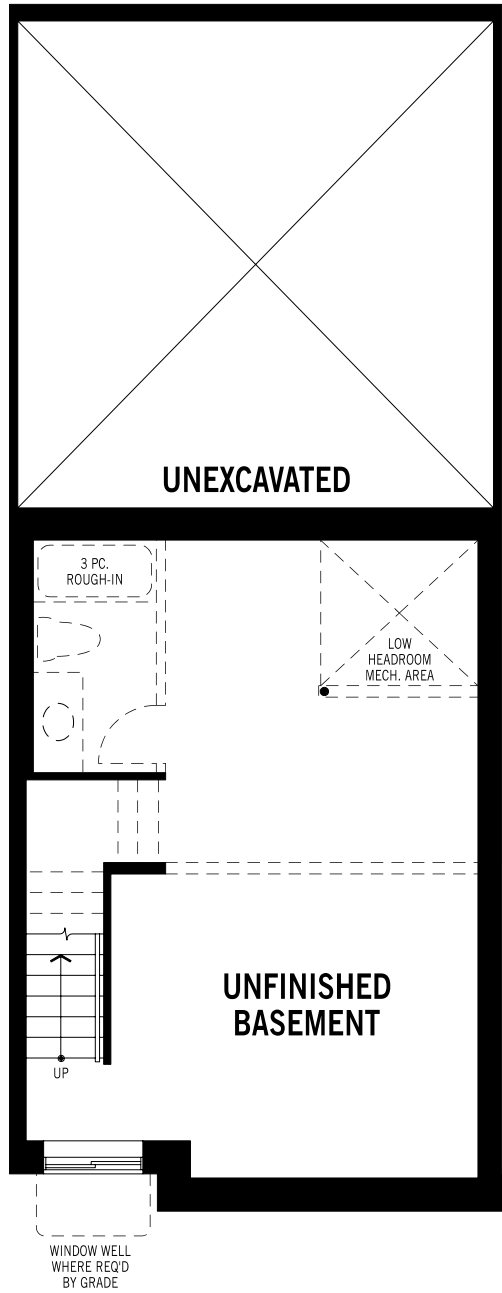 UNEXCAVATED
3 PC.
ROUGH-IN
LOW
HEADROOM
MECH. AREA
UNFINISHED
BASEMENT
UP
WINDOW WELL
WHERE REQ'D
BY GRADE